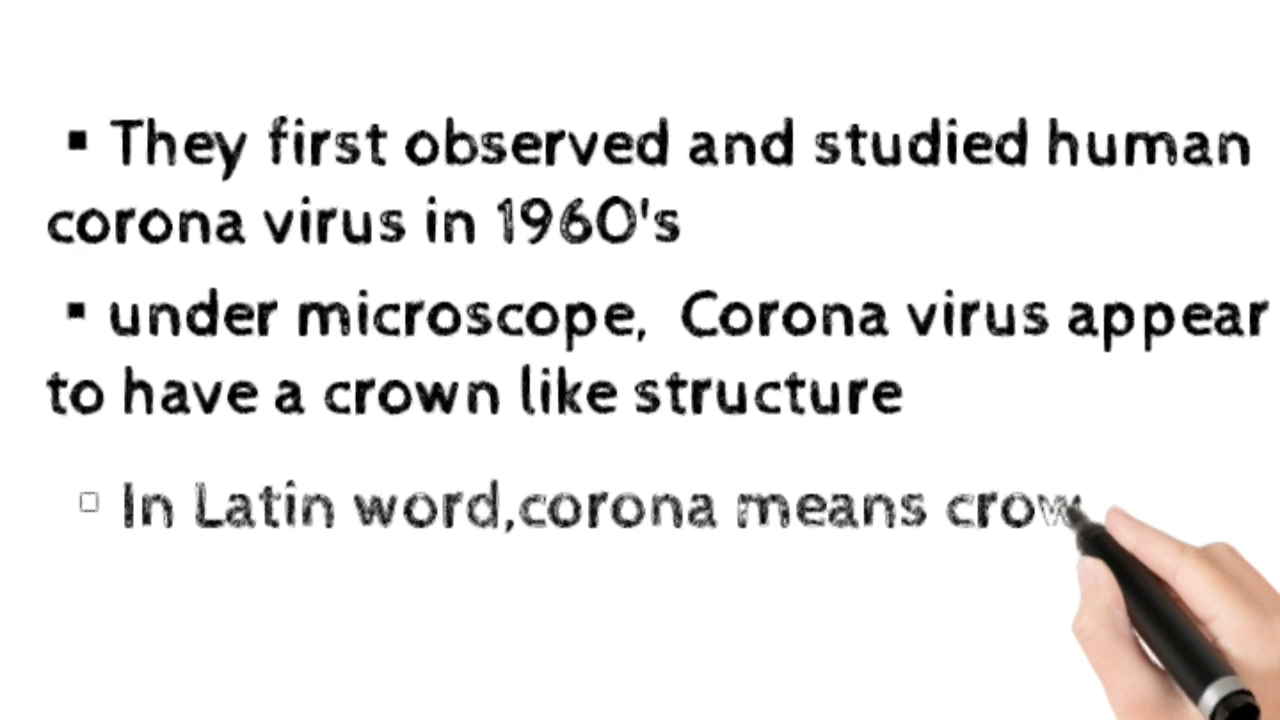 ▪ They first observed and studied human
corona virus in 1960's
▪ under microscope, Corona virus appear
to have a crown like structure
▫ In Latin word,corona means crow